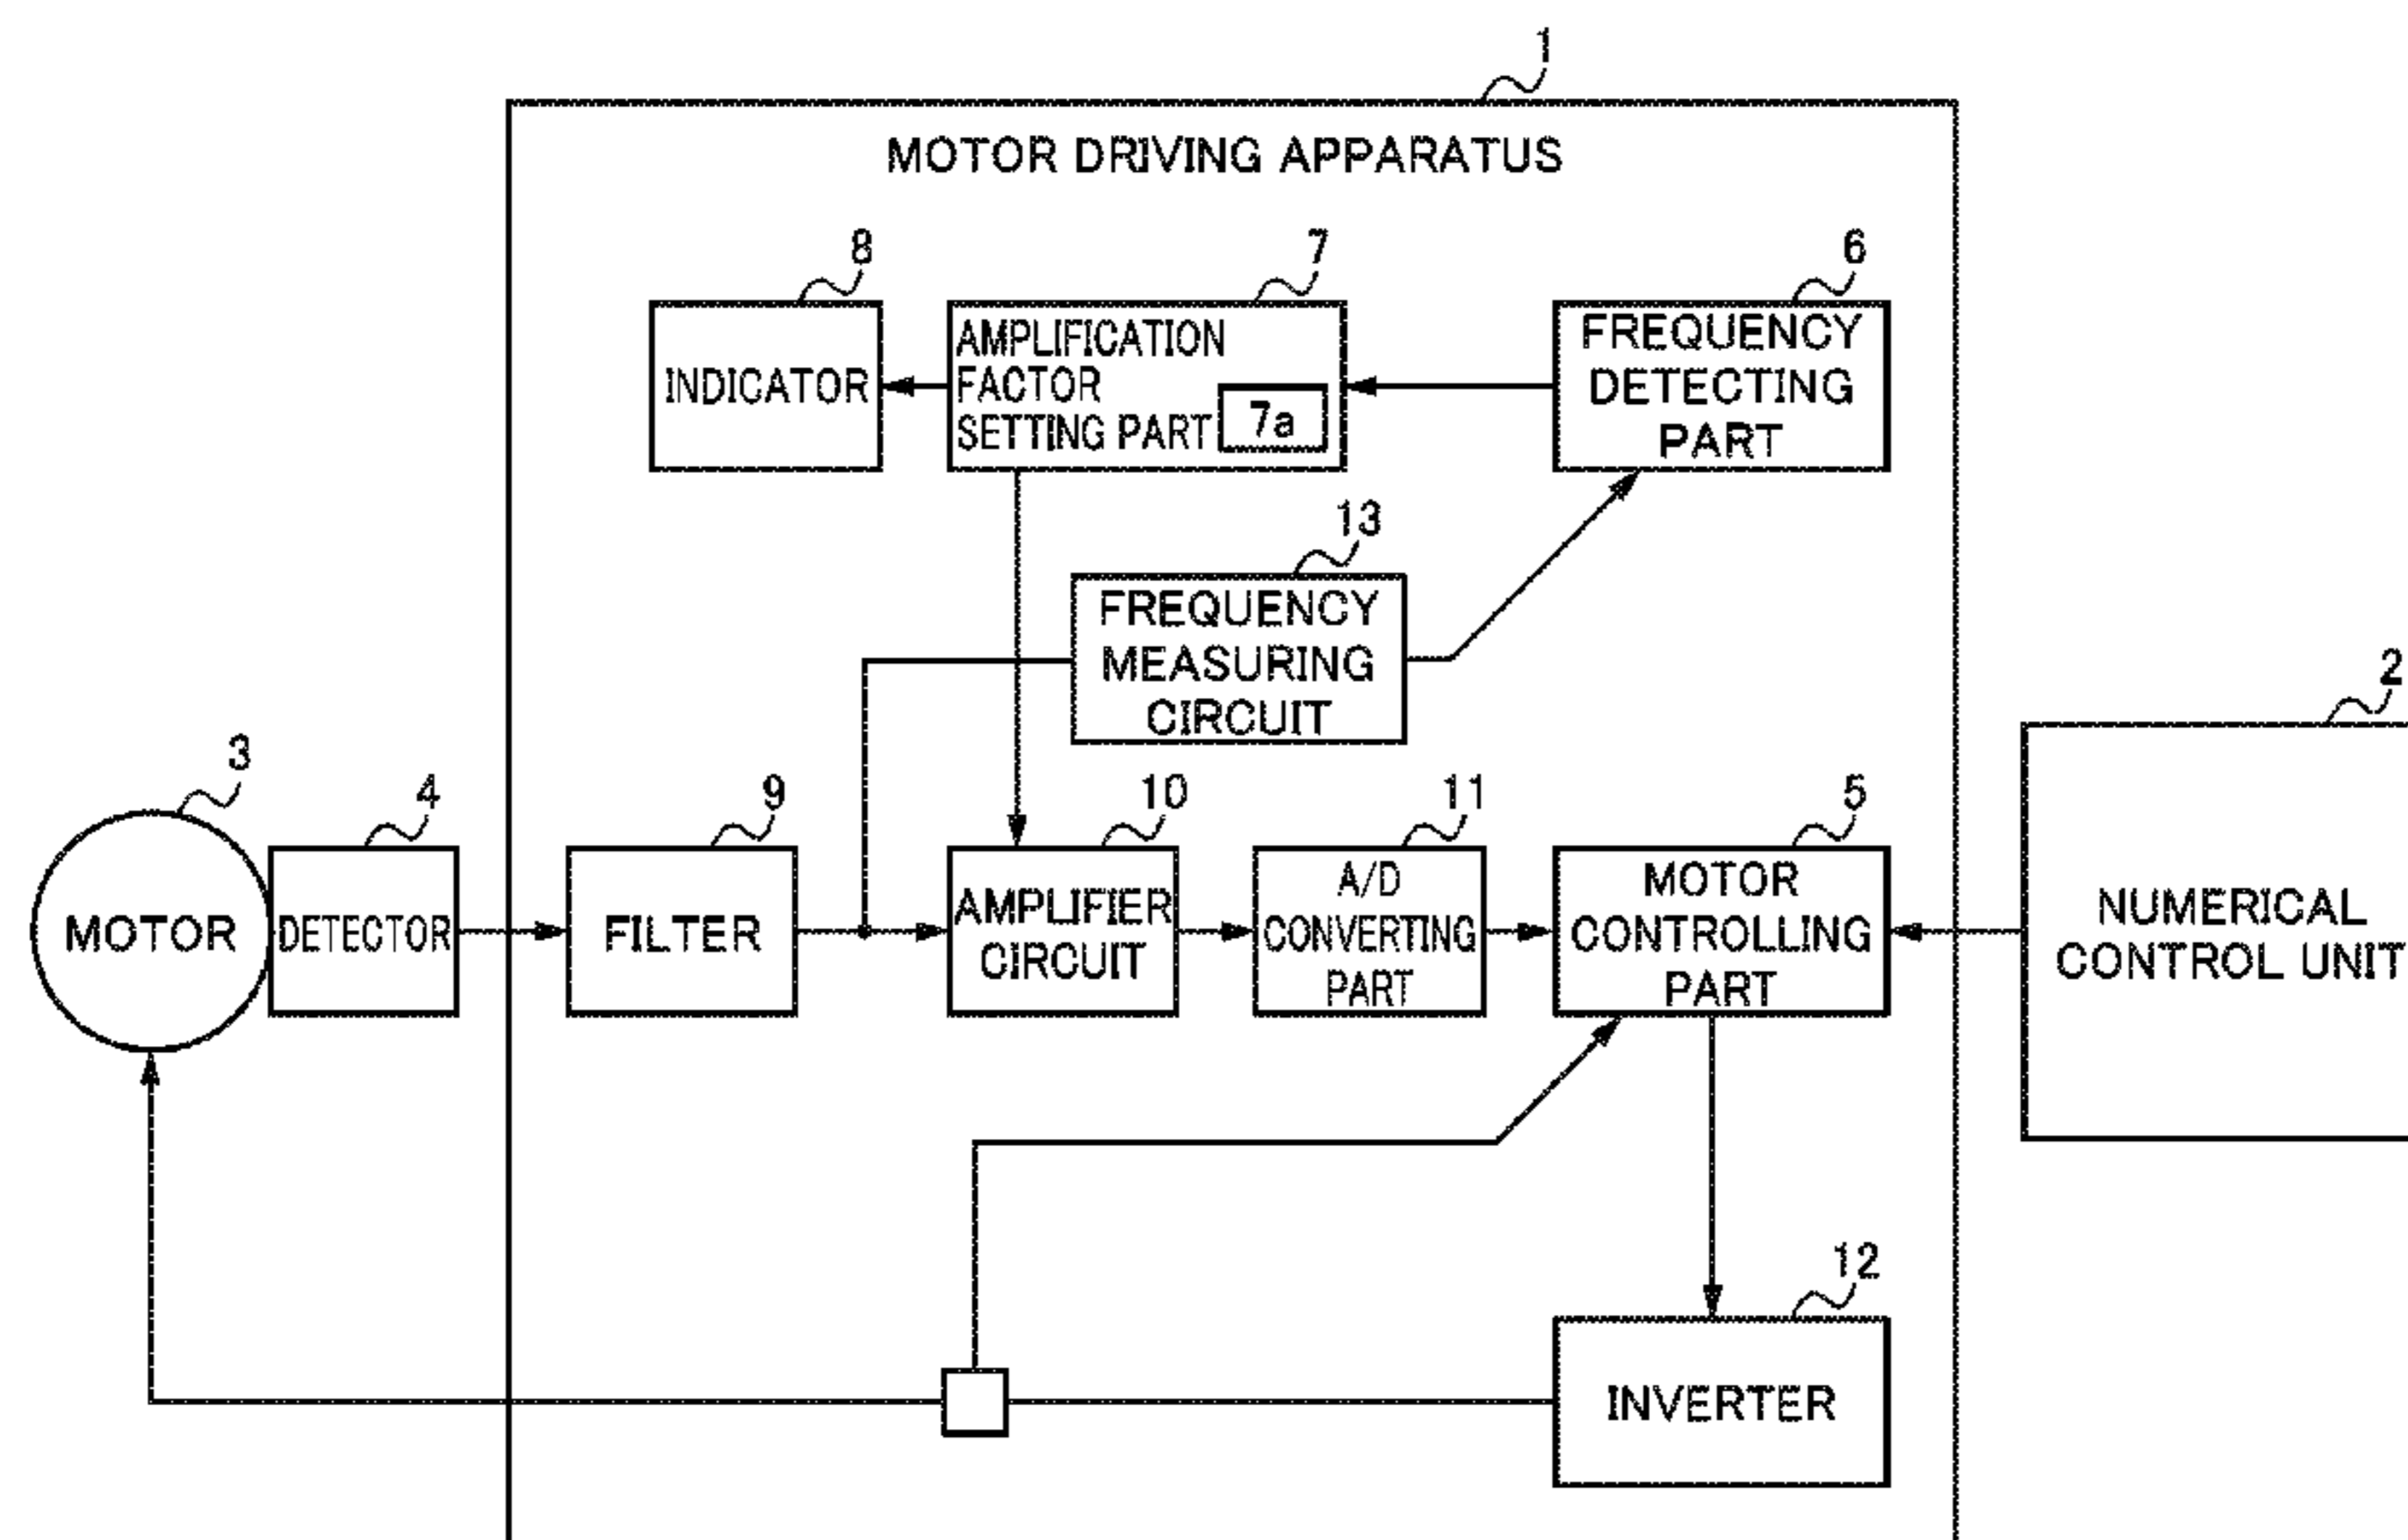 1
MOTOR DRIVING APPARATUS
8
7
6
INDICATOR
AMPLIFICATION
FACTOR
SETTING PART
7a
FREQUENCY
DETECTING
PART
13
FREQUENCY
MEASURING
CIRCUIT
2
NUMERICAL
CONTROL UNIT
3
4
9
10
11
5
MOTOR
DETECTOR
FILTER
AMPLIFIER
CIRCUIT
A/D
CONVERTING
PART
MOTOR
CONTROLLING
PART
12
INVERTER